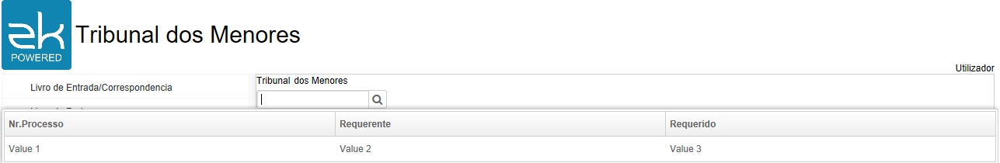 zk
POWERED
Tribunal dos Menores
Utilizador
Livro de Entrada/Correspondencia
Tribunal dos Menores
Nr.Processo Requerente Requerido
Value 1 Value 2 Value 3